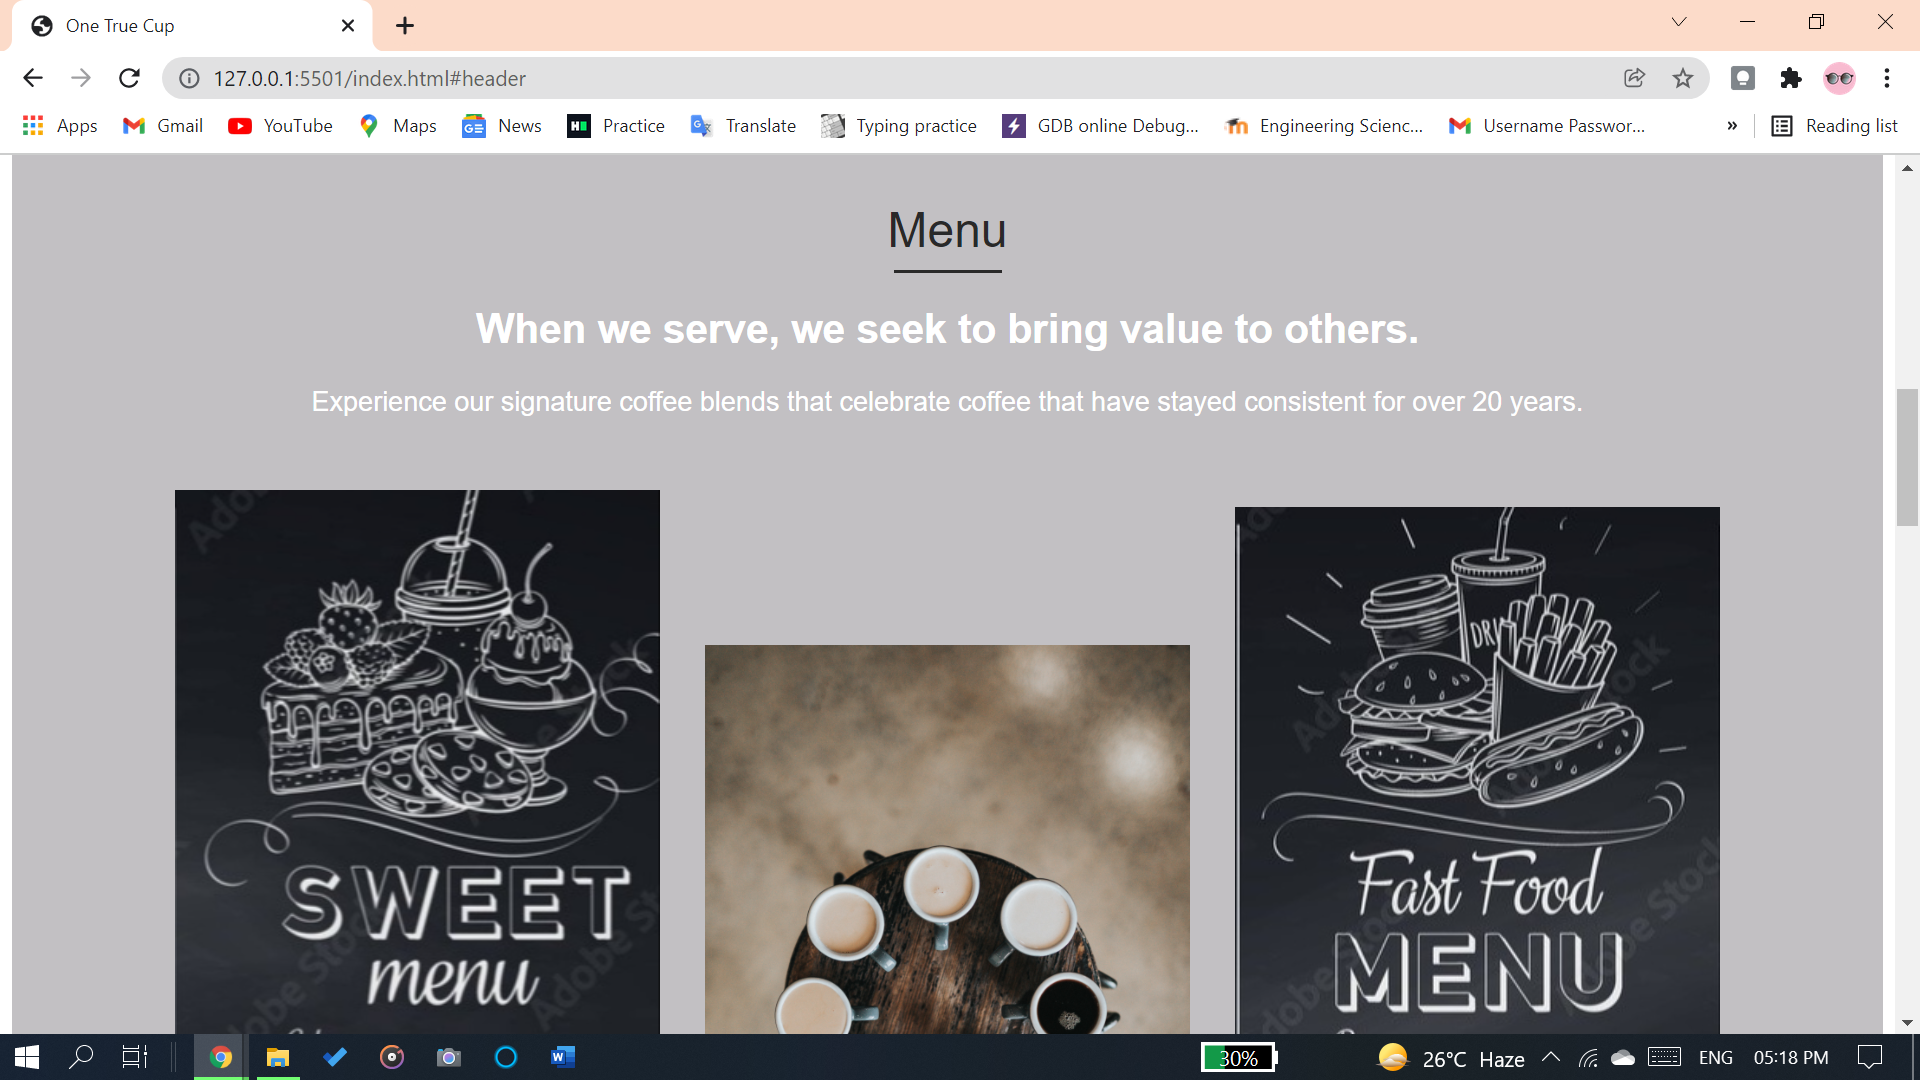 One True Cup
127.0.0.1:5501/index.html#header
Apps
Gmail
YouTube
Maps
News
Practice
Translate
Typing practice
GDB online Debug...
Engineering Scienc...
Username Passwor...
»
Reading list
Menu
When we serve, we seek to bring value to others.
Experience our signature coffee blends that celebrate coffee that have stayed consistent for over 20 years.
SWEET
menu
Fast Food
MENU
Adobe Stock
30%
26°C Haze
ENG
05:18 PM